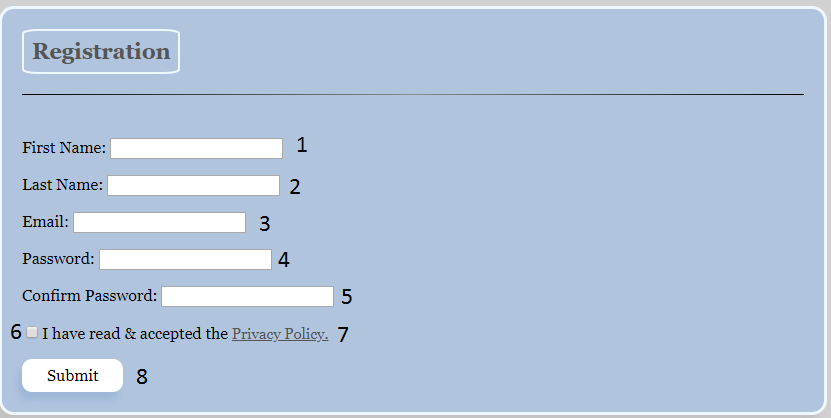 Registration
First Name: 1
Last Name: 2
Email: 3
Password: 4
Confirm Password: 5
6 I have read & accepted the Privacy Policy. 7
Submit 8